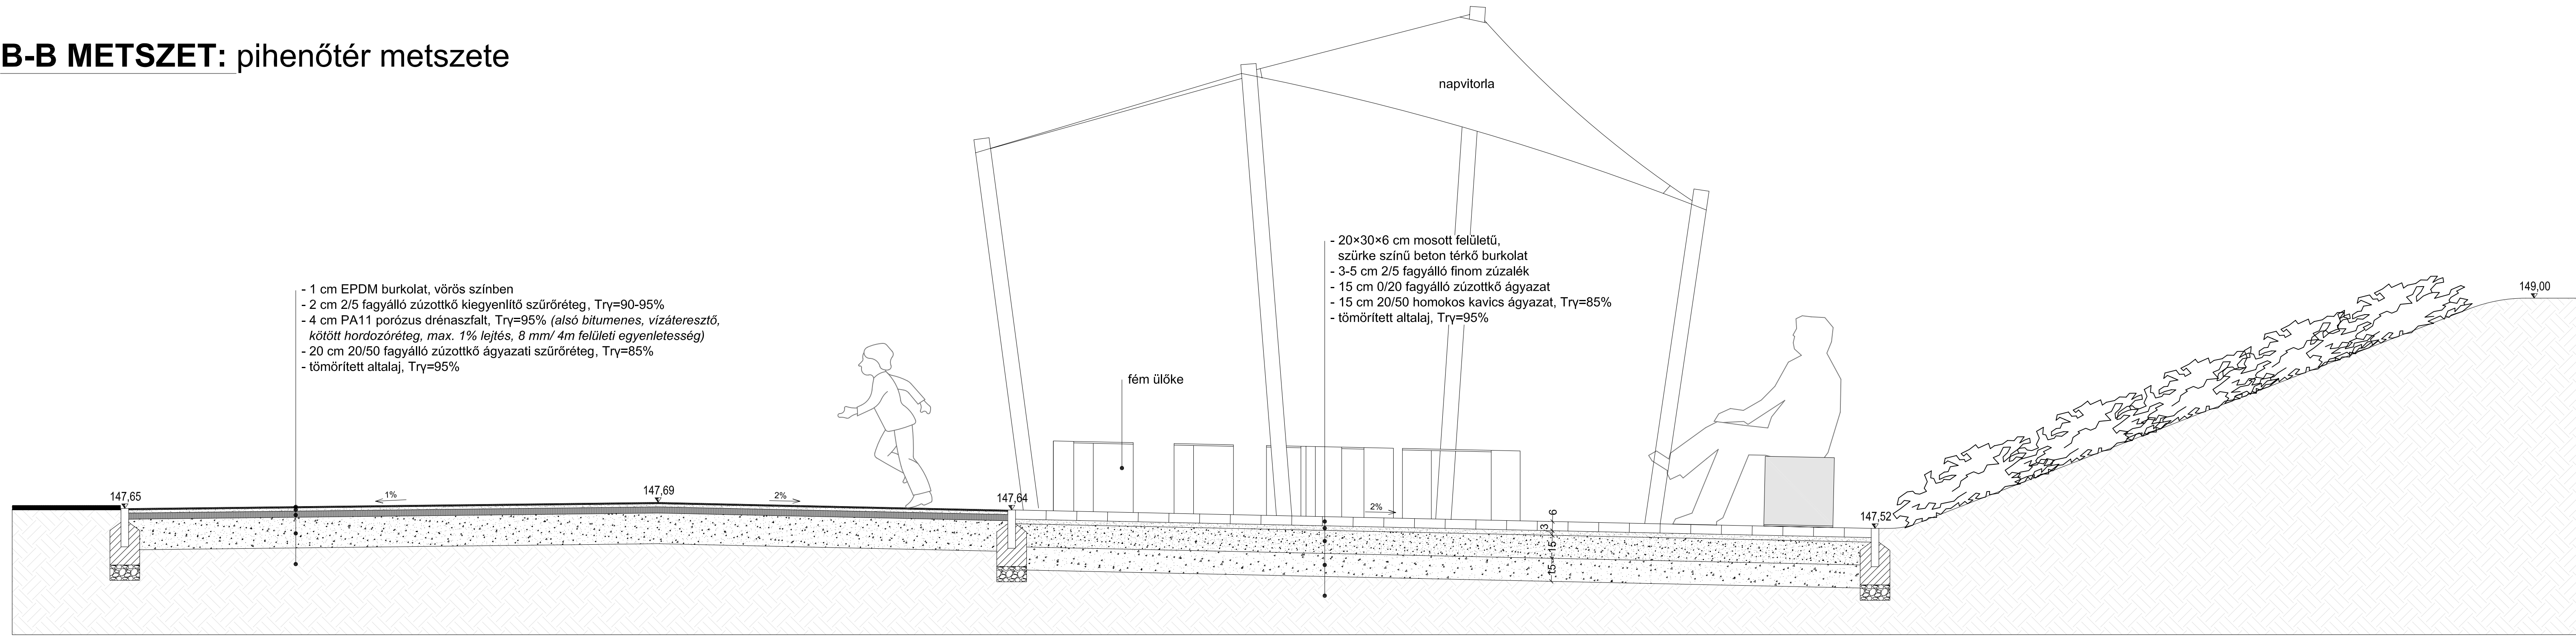 B-B METSZET: pihenőtér metszete
napvitorla
- 20×30×6 cm mosott felületű,
szürke színű beton térkő burkolat
- 3-5 cm 2/5 fagyálló finom zúzalék
- 15 cm 0/20 fagyálló zúzottkő ágyazat
- 15 cm 20/50 homokos kavics ágyazat, Trγ=85%
- tömörített altalaj, Trγ=95%
- 1 cm EPDM burkolat, vörös színben
- 2 cm 2/5 fagyálló zúzottkő kiegyenlítő szűrőréteg, Trγ=90-95%
- 4 cm PA11 porózus drénaszfalt, Trγ=95% (alsó bitumenes, vízáteresztő,
kötött hordozóréteg, max. 1% lejtés, 8 mm/ 4m felületi egyenletesség)
- 20 cm 20/50 fagyálló zúzottkő ágyazati szűrőréteg, Trγ=85%
- tömörített altalaj, Trγ=95%
fém ülőke
149,00
147,65
1%
147,69
2%
147,64
2%
147,52
6
3
15
15